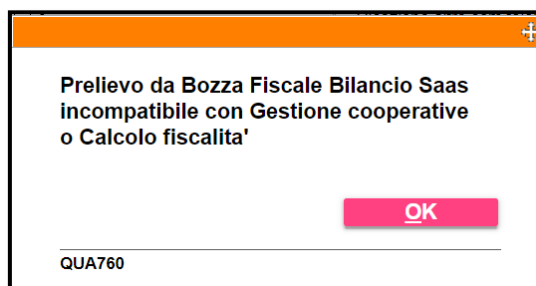 Prelievo da Bozza Fiscale Bilancio Saas
incompatibile con Gestione cooperative
o Calcolo fiscalita'
OK
QUA760